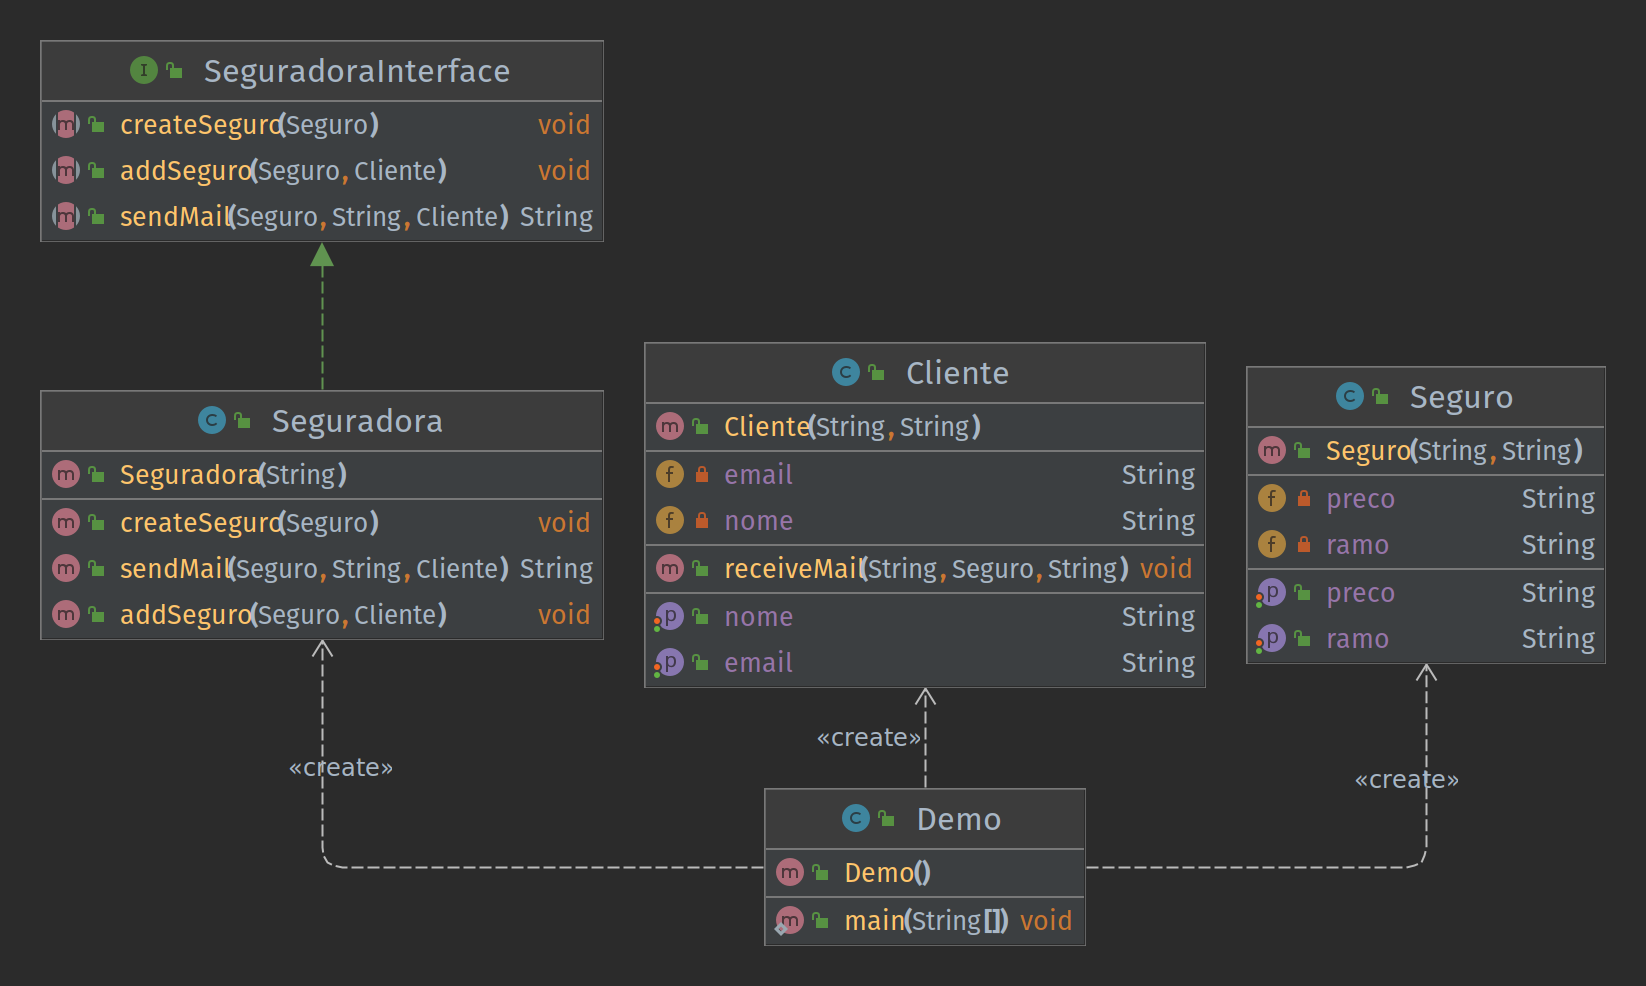 SeguradoraInterface
createSeguro(Seguro) void
addSeguro(Seguro, Cliente) void
sendMail(Seguro, String, Cliente) String
Seguradora
Seguradora(String)
createSeguro(Seguro) void
sendMail(Seguro, String, Cliente) String
addSeguro(Seguro, Cliente) void
Cliente
Cliente(String, String)
email String
nome String
receiveMail(String, Seguro, String) void
nome String
email String
Seguro
Seguro(String, String)
preco String
ramo String
preco String
ramo String
«create»
«create»
«create»
Demo
Demo()
main(String[]) void